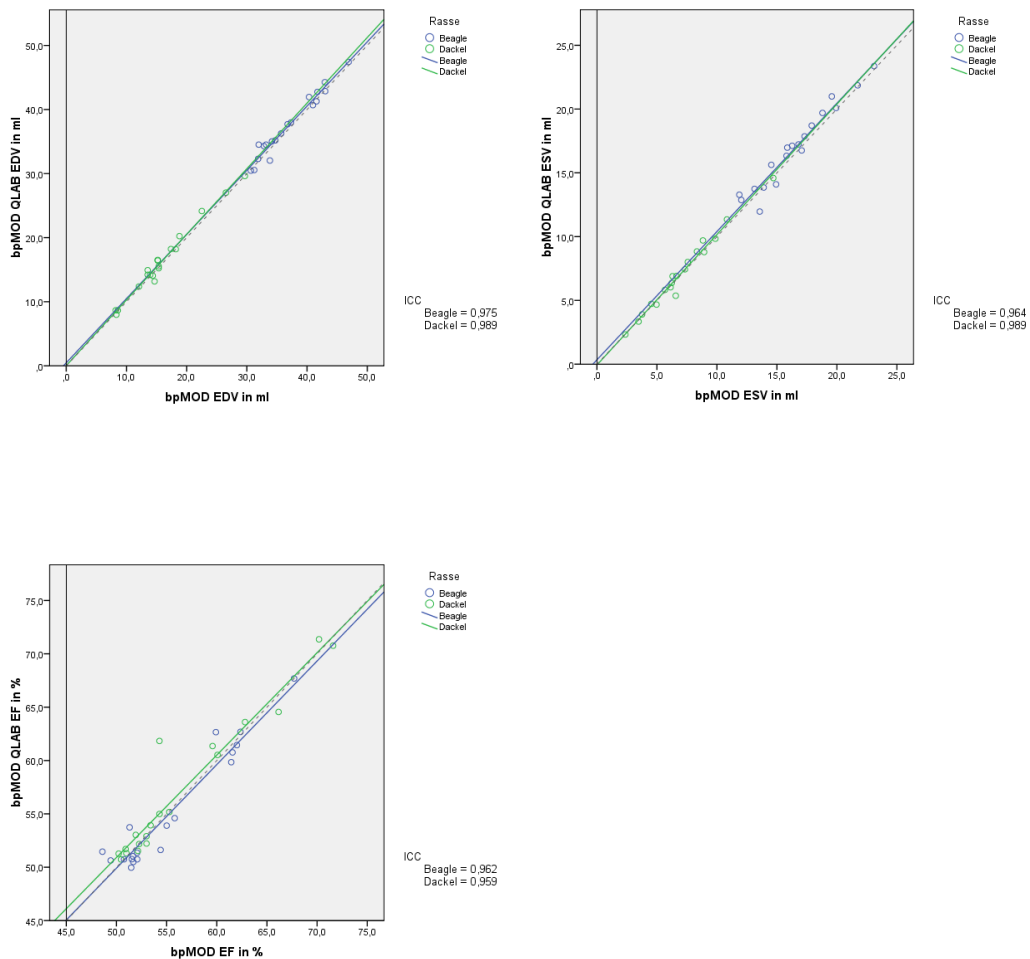 50,0
40,0
30,0
20,0
10,0
,0
bpMOD QLAB EDV in ml
,0 10,0 20,0 30,0 40,0 50,0
bpMOD EDV in ml
Rasse
Beagle
Dackel
Beagle
Dackel
ICC
Beagle = 0,975
Dackel = 0,989
25,0
20,0
15,0
10,0
5,0
,0
bpMOD QLAB ESV in ml
,0 5,0 10,0 15,0 20,0 25,0
bpMOD ESV in ml
Rasse
Beagle
Dackel
Beagle
Dackel
ICC
Beagle = 0,964
Dackel = 0,989
75,0
70,0
65,0
60,0
55,0
50,0
45,0
bpMOD QLAB EF in %
45,0 50,0 55,0 60,0 65,0 70,0 75,0
bpMOD EF in %
Rasse
Beagle
Dackel
Beagle
Dackel
ICC
Beagle = 0,962
Dackel = 0,959